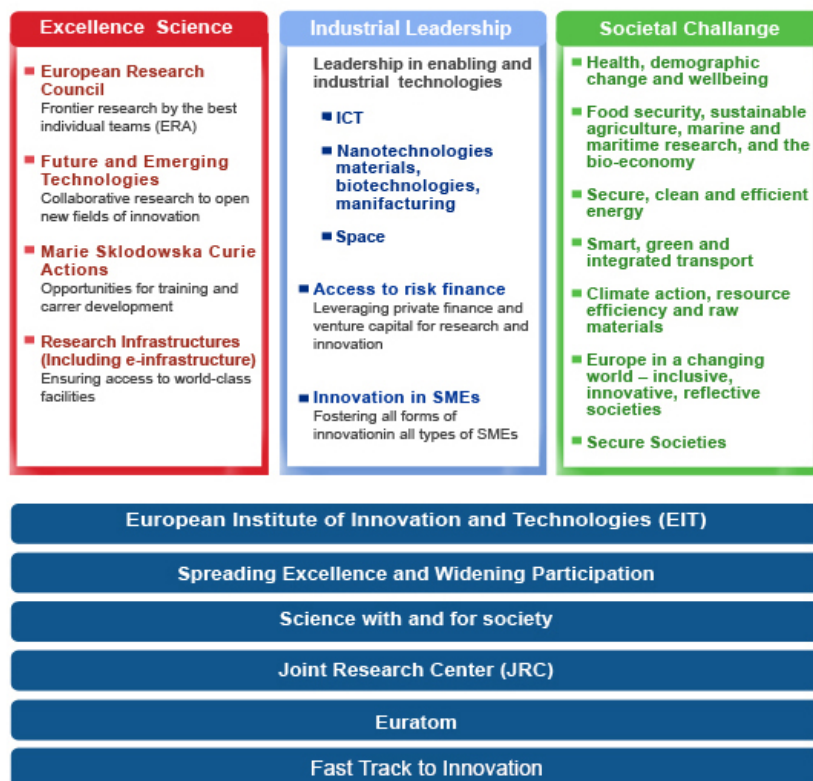 Excellence Science
European Research
Council
Frontier research by the best
individual teams (ERA)
Future and Emerging
Technologies
Collaborative research to open
new fields of innovation
Marie Sklodowska Curie
Actions
Opportunities for training and
carrer development
Research Infrastructures
(Including e-infrastructure)
Ensuring access to world-class
facilities
Industrial Leadership
Leadership in enabling and
industrial technologies
ICT
Nanotechnologies
materials,
biotechnologies,
manifacturing
Space
Access to risk finance
Leveraging private finance and
venture capital for research and
innovation
Innovation in SMEs
Fostering all forms of
innovationin all types of SMEs
Societal Challange
Health, demographic
change and wellbeing
Food security, sustainable
agriculture, marine and
maritime research, and the
bio-economy
Secure, clean and efficient
energy
Smart, green and
integrated transport
Climate action, resource
efficiency and raw
materials
Europe in a changing
world – inclusive,
innovative, reflective
societies
Secure Societies
European Institute of Innovation and Technologies (EIT)
Spreading Excellence and Widening Participation
Science with and for society
Joint Research Center (JRC)
Euratom
Fast Track to Innovation